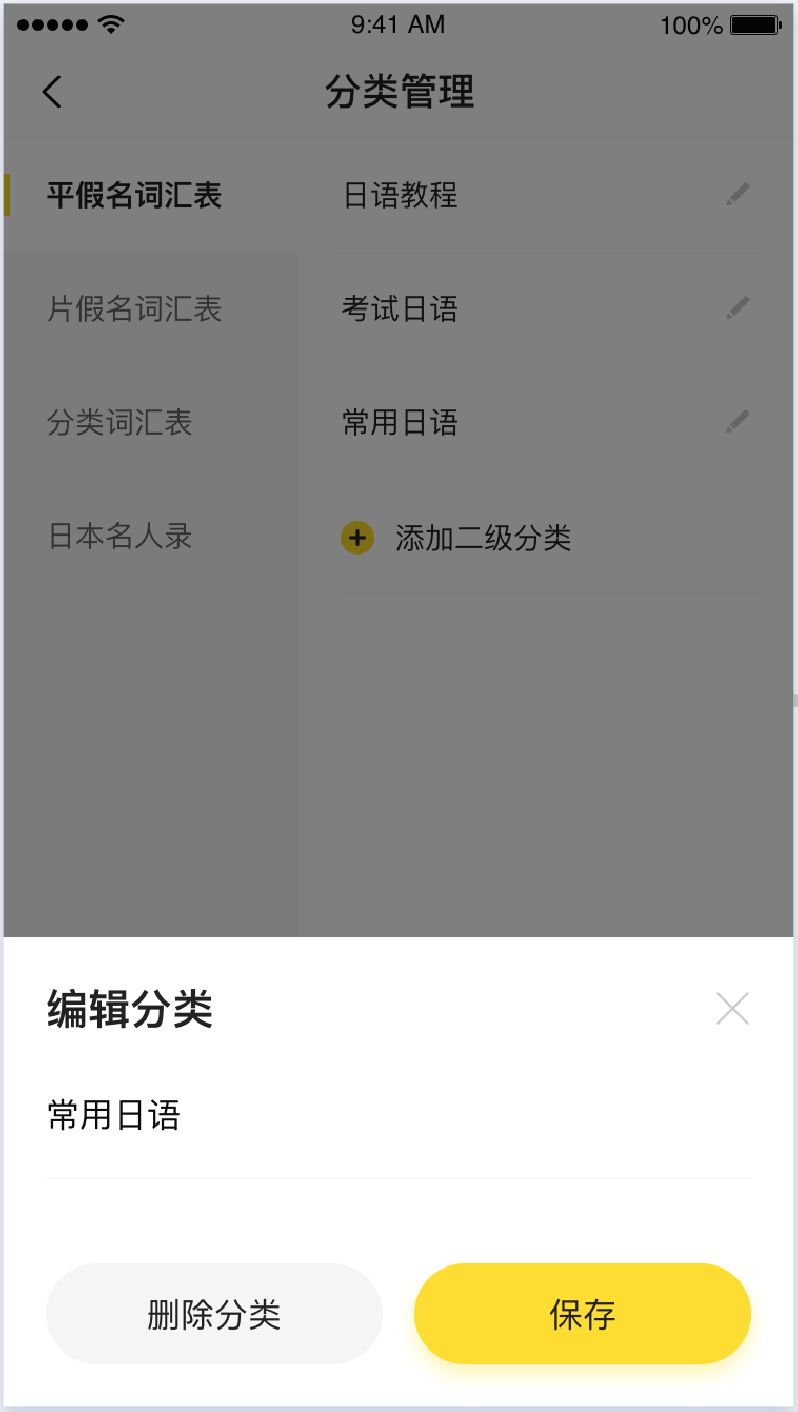 9:41 AM 100%
分类管理
平假名词汇表 日语教程
片假名词汇表 考试日语
分类词汇表 常用日语
日本名人录 添加二级分类
编辑分类
常用日语
删除分类 保存